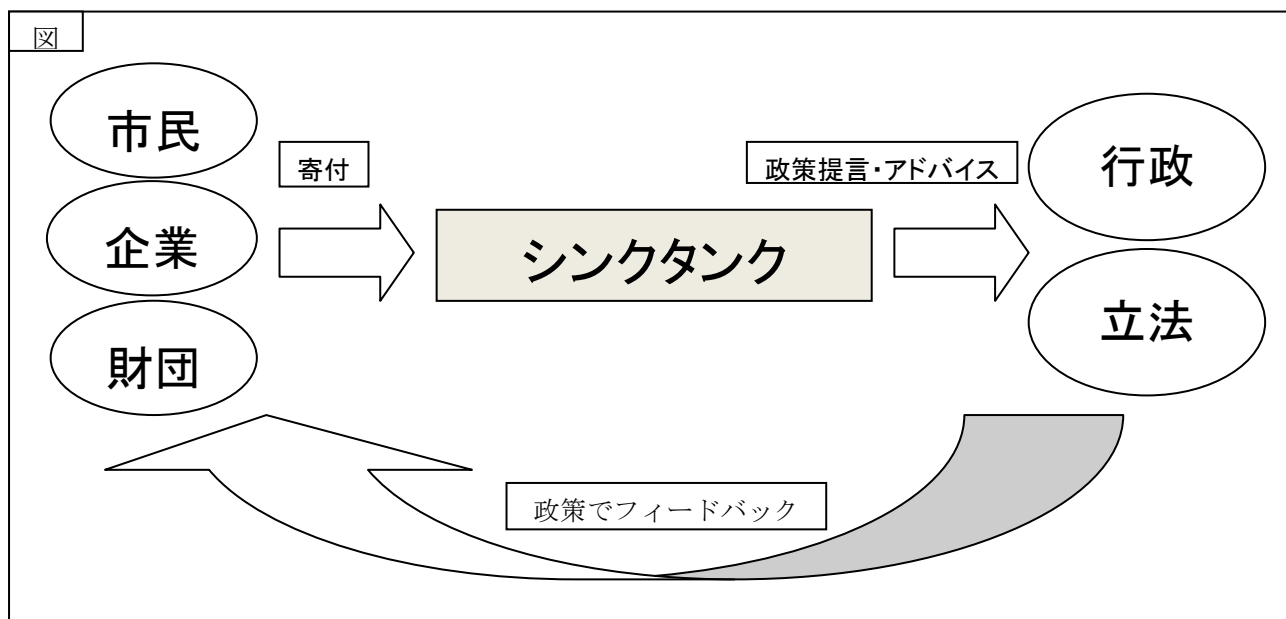 図
市民
企業
財団
寄付
シンクタンク
政策提言・アドバイス
行政
立法
政策でフィードバック